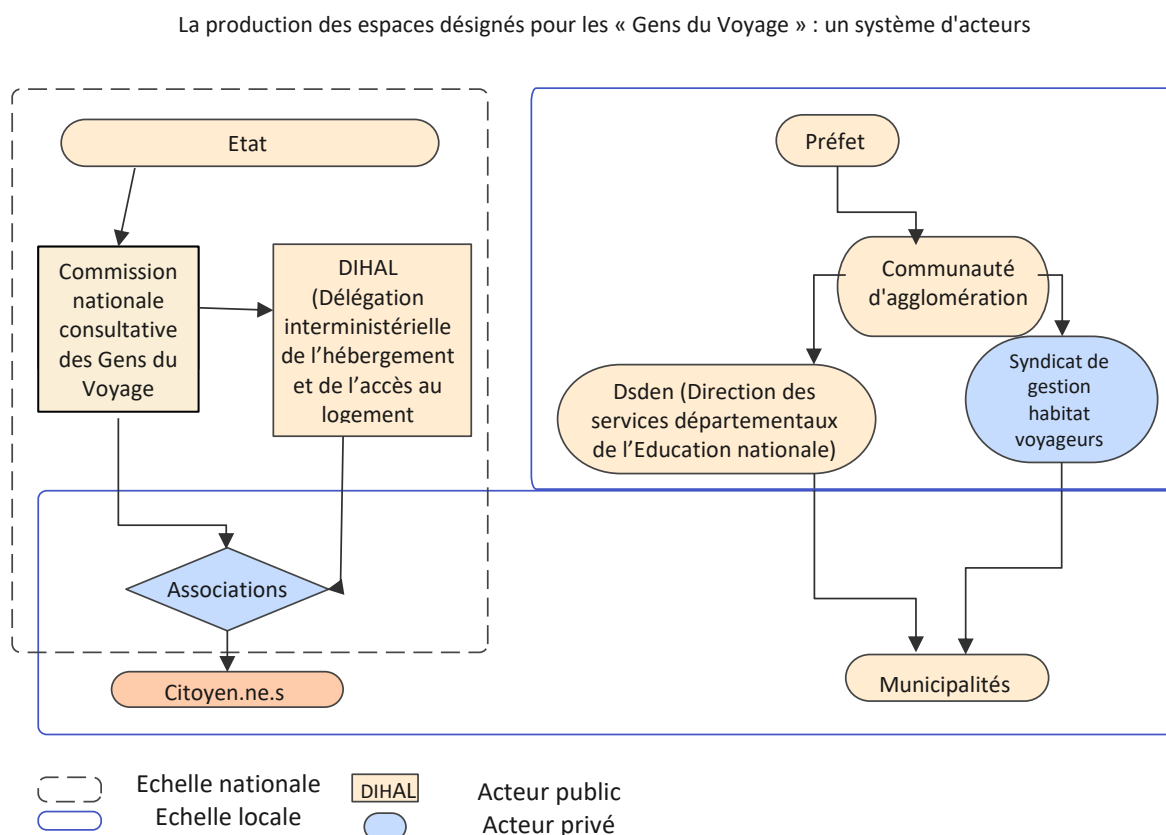 La production des espaces désignés pour les « Gens du Voyage » : un système d'acteurs
Etat
Commission
nationale
consultative
des Gens du
Voyage
DIHAL
(Délégation
interministérielle
de l’hébergement
et de l’accès au
logement
Associations
Citoyen.ne.s
Préfet
Communauté
d'agglomération
Dsden (Direction des
services départementaux
de l’Education nationale)
Syndicat de
gestion
habitat
voyageurs
Municipalités
Echelle nationale
Echelle locale
DIHAL
Acteur public
Acteur privé